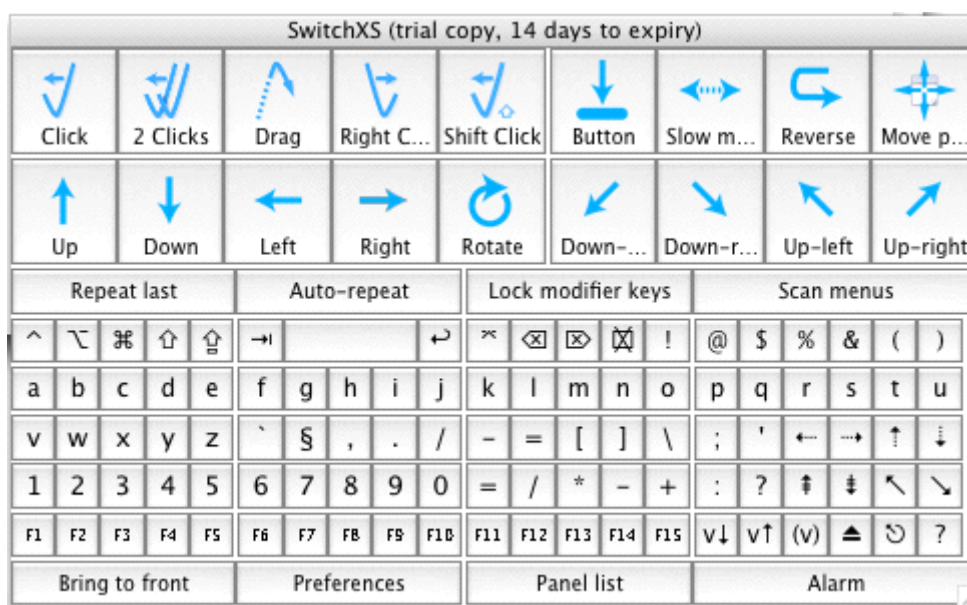 SwitchXS (trial copy, 14 days to expiry)
Click 2 Clicks Drag Right C... Shift Click Button Slow m... Reverse Move p...
Up Down Left Right Rotate Down-... Down-r... Up-left Up-right
Repeat last Auto-repeat Lock modifier keys Scan menus
^ ⌥ ⌘ ⇧ ⇪ ⇥ ↩ ⌤ ⌫ ⌦ ! @ $ % & ( )
a b c d e f g h i j k l m n o p q r s t u
v w x y z ` § , . / - = [ ] \ ; ' ⇠ ⇢ ⇡ ⇣
1 2 3 4 5 6 7 8 9 0 = / * - + : ? ⇞ ⇟ ↖ ↘
F1 F2 F3 F4 F5 F6 F7 F8 F9 F10 F11 F12 F13 F14 F15 v↓ v↑ (v) ⏏ ⎋ ?
Bring to front Preferences Panel list Alarm